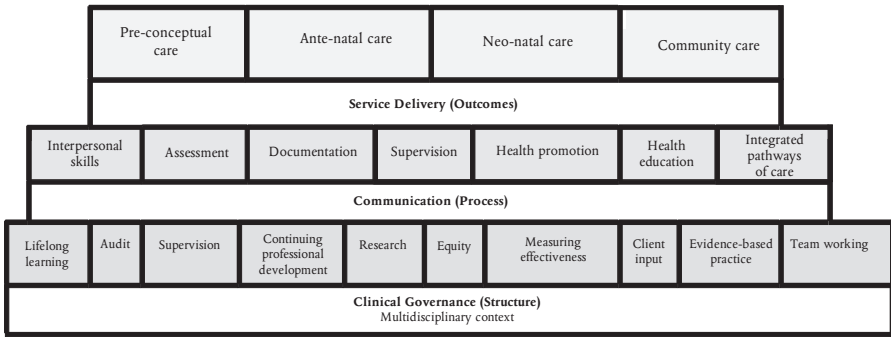 Pre-conceptual
care
Ante-natal care
Neo-natal care
Community care
Service Delivery (Outcomes)
Interpersonal
skills
Assessment
Documentation
Supervision
Health promotion
Health
education
Integrated
pathways
of care
Communication (Process)
Lifelong
learning
Audit
Supervision
Continuing
professional
development
Research
Equity
Measuring
effectiveness
Client
input
Evidence-based
practice
Team working
Clinical Governance (Structure)
Multidisciplinary context